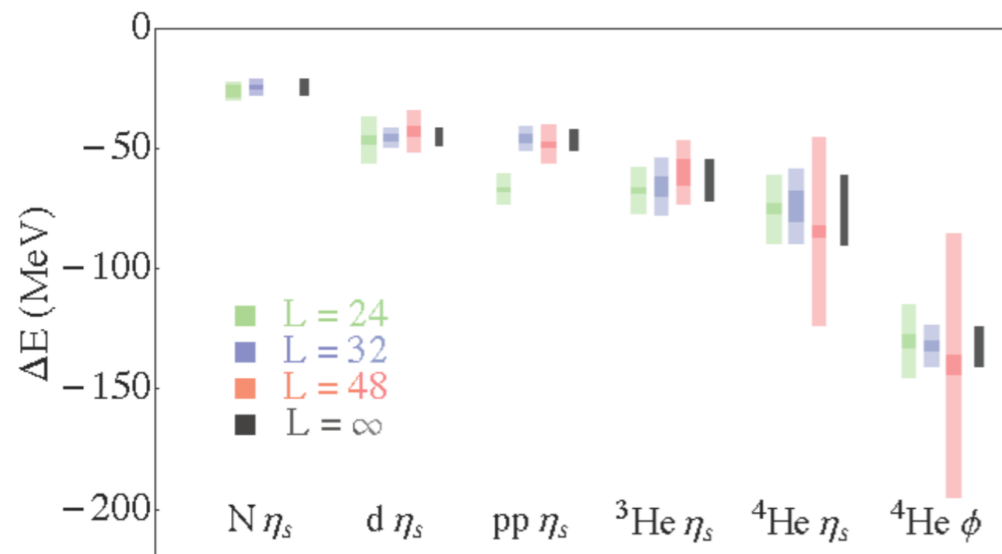 0
−50
−100
−150
−200
ΔE (MeV)
L = 24
L = 32
L = 48
L = ∞
N ηₛ
d ηₛ
pp ηₛ
³He ηₛ
⁴He ηₛ
⁴He ϕ